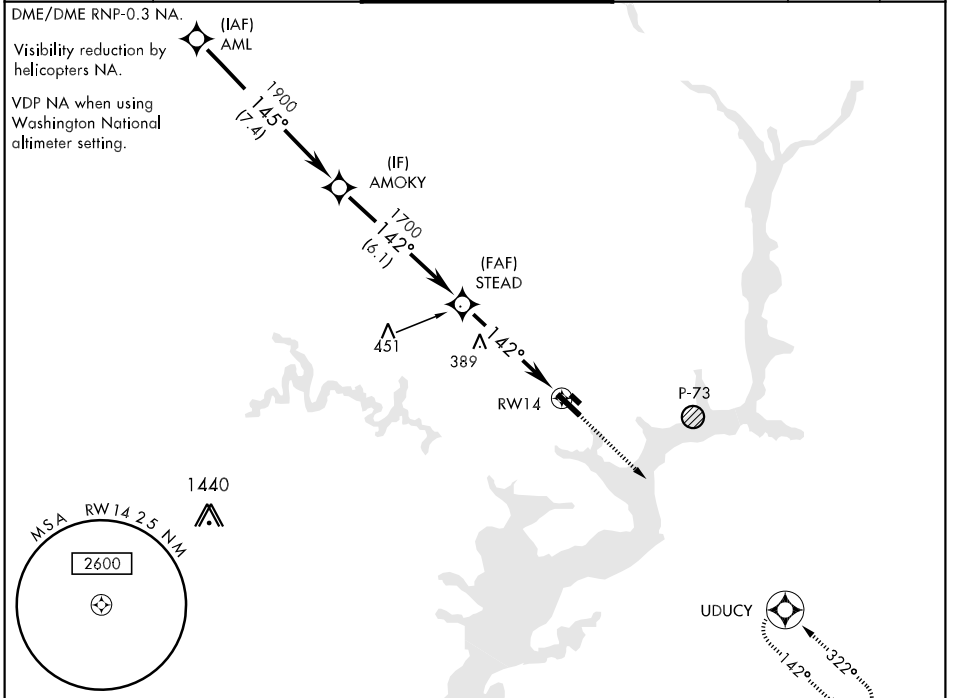 DME/DME RNP-0.3 NA.
Visibility reduction by
helicopters NA.
VDP NA when using
Washington National
altimeter setting.
(IAF)
AML
1900
145°
(7.4)
(IF)
AMOKY
1700
142°
(6.1)
(FAF)
STEAD
451
389
142°
RW14
P-73
1440
MSA RW14 25 NM
2600
UDUCY
322°
142°